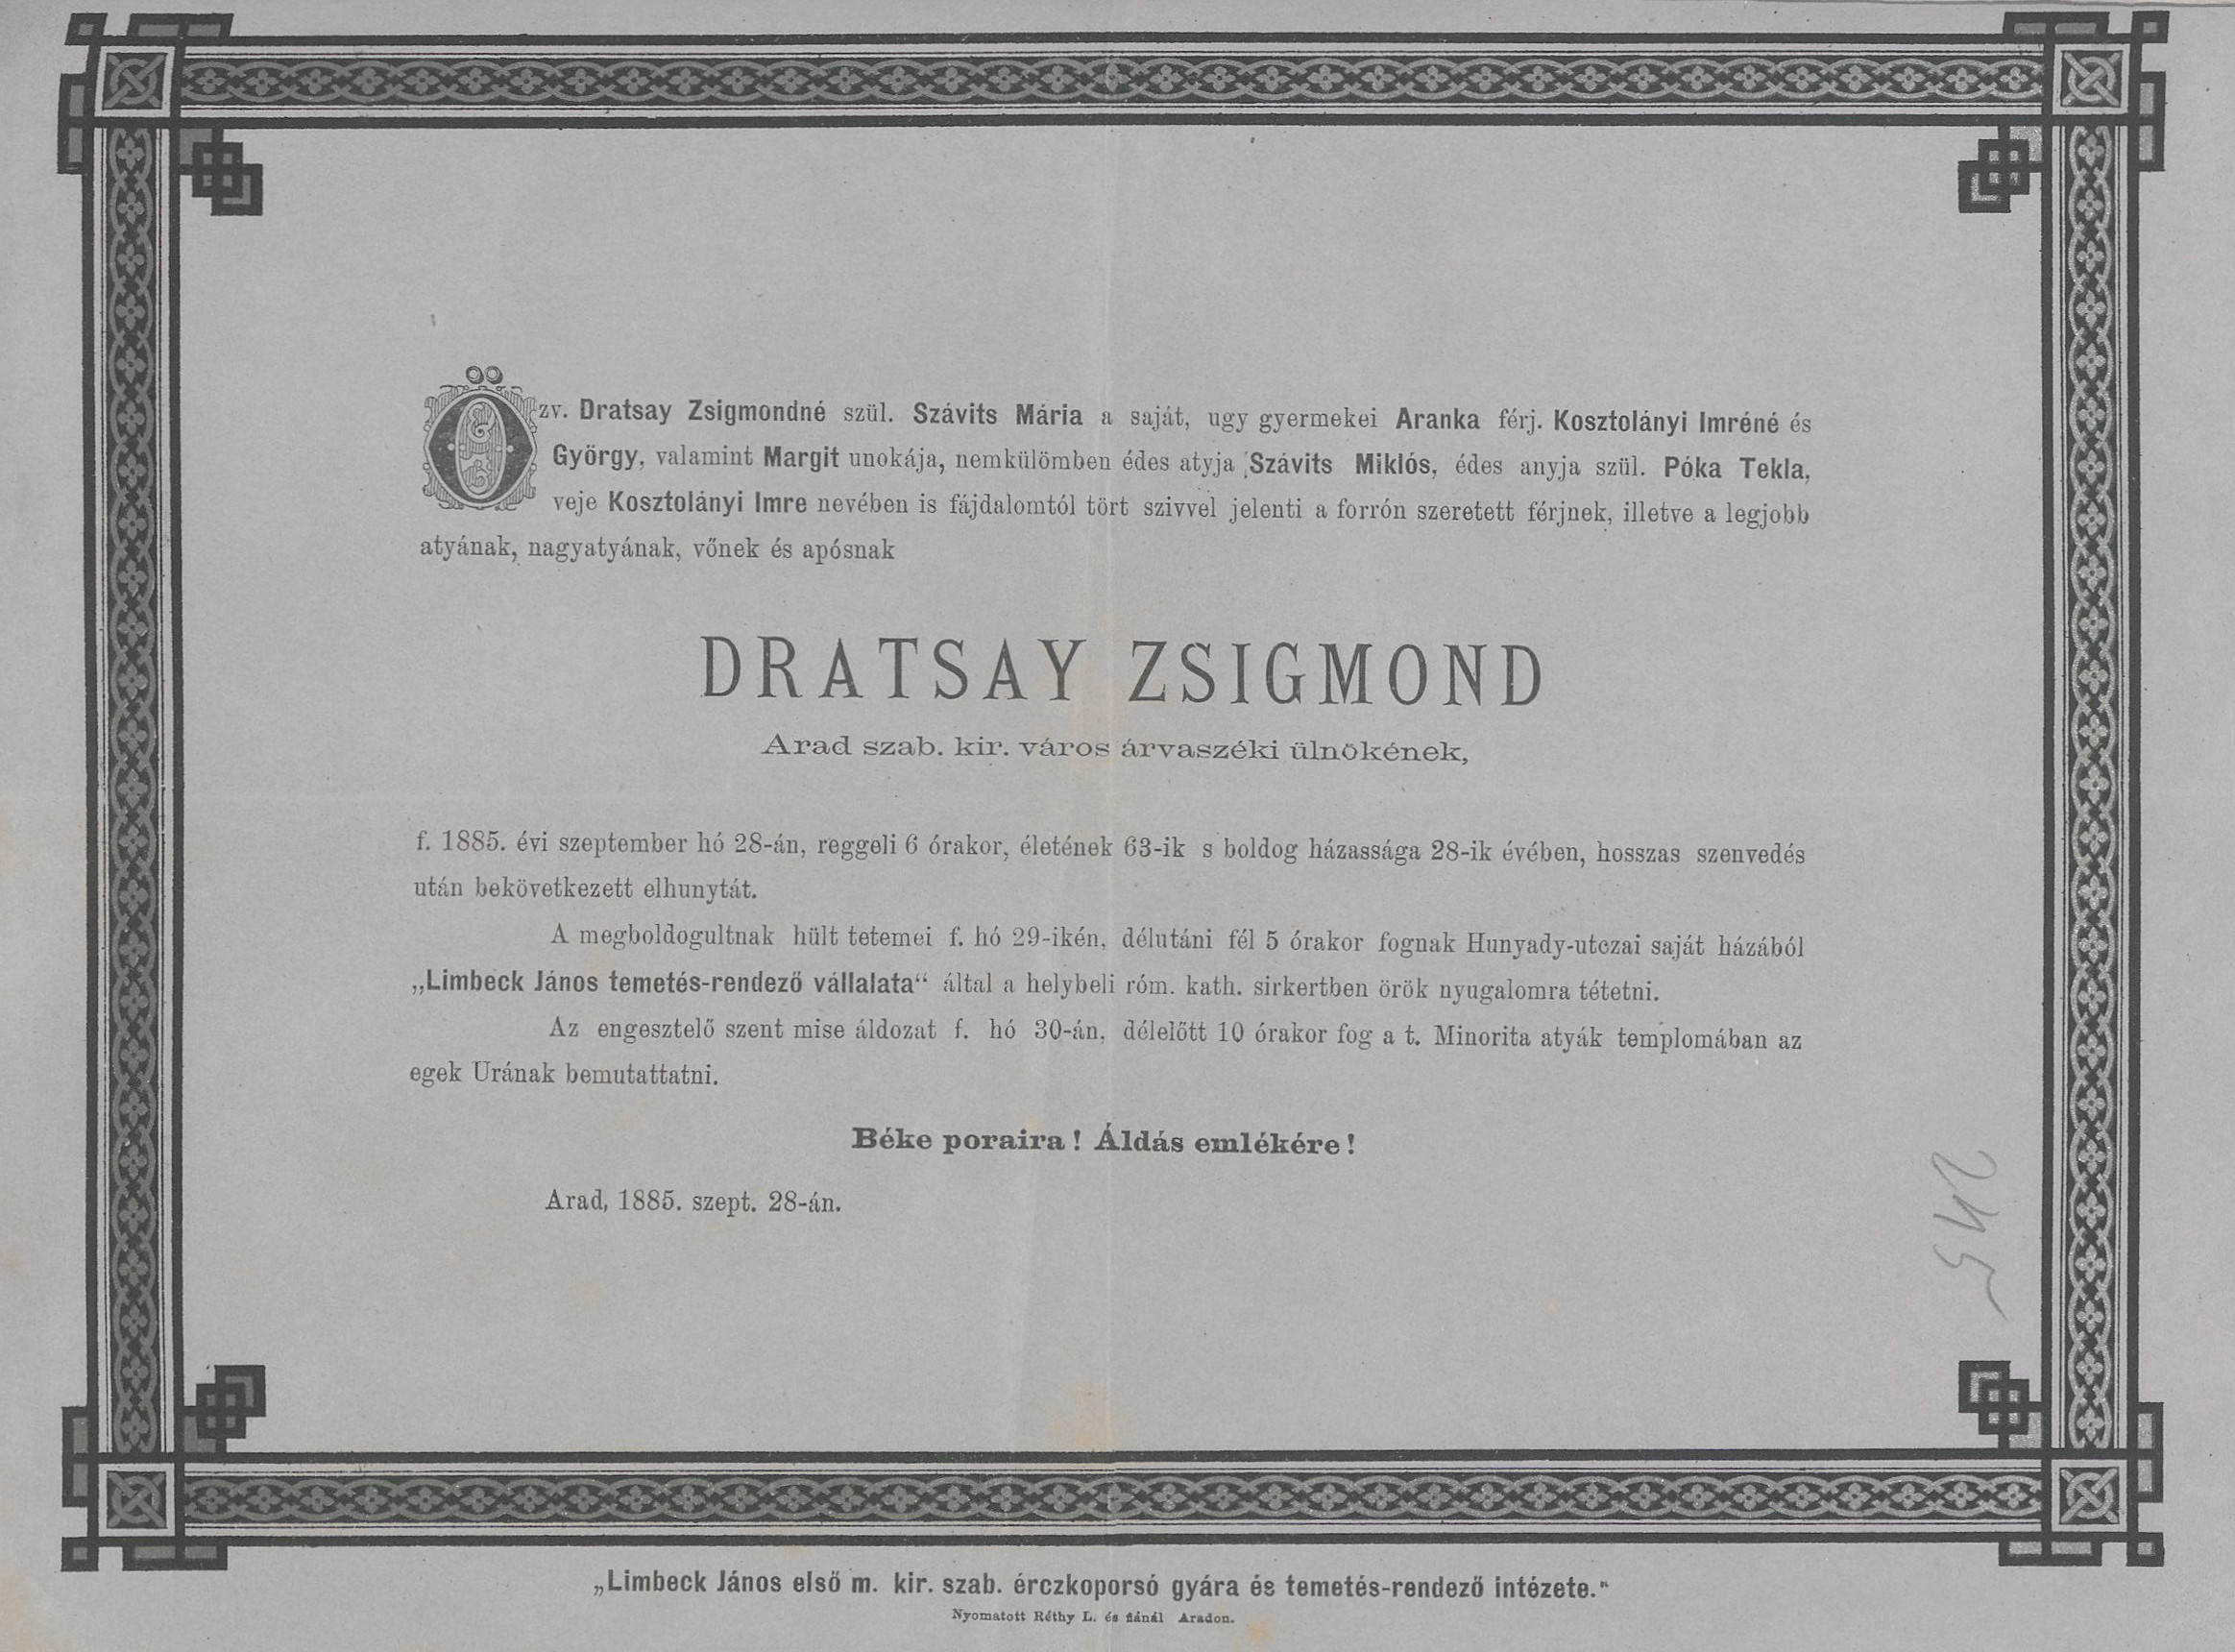 Özv. Dratsay Zsigmondné szül. Szávits Mária a saját, ugy gyermekei Aranka férj. Kosztolányi Imréné és
György, valamint Margit unokája, nemkülömben édes atyja Szávits Miklós, édes anyja szül. Póka Tekla,
veje Kosztolányi Imre nevében is fájdalomtól tört szivvel jelenti a forrón szeretett férjnek, illetve a legjobb
atyának, nagyatyának, vőnek és apósnak
DRATSAY ZSIGMOND
Arad szab. kir. város árvaszéki ülnökének,
f. 1885. évi szeptember hó 28-án, reggeli 6 órakor, életének 63-ik s boldog házassága 28-ik évében, hosszas szenvedés
után bekövetkezett elhunytát.
A megboldogultnak hült tetemei f. hó 29-ikén, délutáni fél 5 órakor fognak Hunyady-utczai saját házából
„Limbeck János temetés-rendező vállalata“ által a helybeli róm. kath. sirkertben örök nyugalomra tétetni.
Az engesztelő szent mise áldozat f. hó 30-án, délelőtt 10 órakor fog a t. Minorita atyák templomában az
egek Urának bemutattatni.
Béke poraira! Áldás emlékére!
Arad, 1885. szept. 28-án.
245
„Limbeck János első m. kir. szab. érczkoporsó gyára és temetés-rendező intézete.“
Nyomatott Réthy L. és fiánál Aradon.